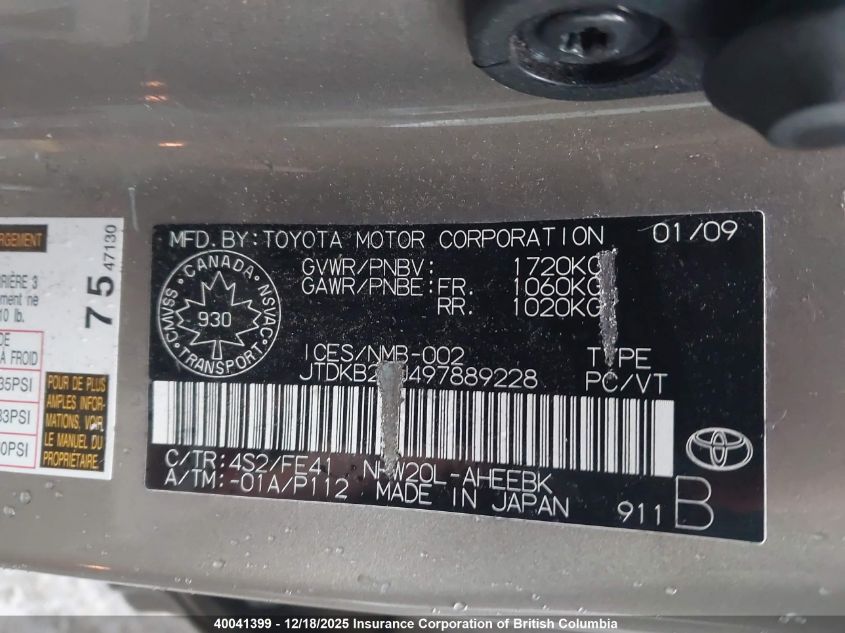 MFD. BY: TOYOTA MOTOR CORPORATION 01/09
GVWR/PNBV: 1720KG
GAWR/PNBE: FR. 1060KG
RR. 1020KG
CANADA
CMVSS NSVAC
930
TRANSPORT
ICES/NMB-002 TYPE
497889228 PC/VT
C/TR: 4S2/FE41 NHW20L-AHEEBK
A/TM: -01A/P112 MADE IN JAPAN
911 B
75 47130
RIÈRE 3
ment ne
10 lb.
DE
À FROID
35PSI
33PSI
0PSI
POUR DE PLUS
AMPLES INFOR-
MATIONS, VOIR
LE MANUEL DU
PROPRIÉTAIRE.
40041399 - 12/18/2025 Insurance Corporation of British Columbia